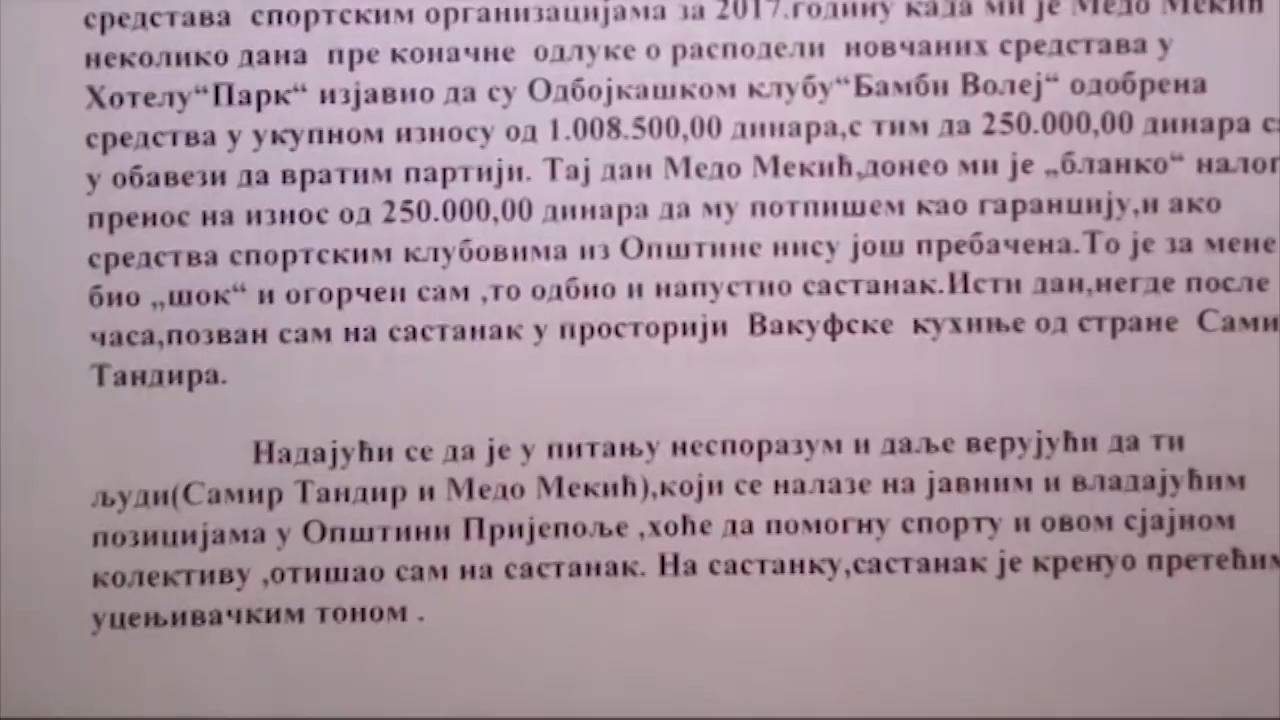 средства спортским организацијама за 2017.годину када ми је Медо Мекић
неколико дана пре коначне одлуке о расподели новчаних средстава у
Хотелу“Парк“ изјавио да су Одбојкашком клубу“Бамби Волеј“ одобрена
средства у укупном износу од 1.008.500,00 динара,с тим да 250.000,00 динара
у обавези да вратим партији. Тај дан Медо Мекић,донео ми је „бланко“ налог
пренос на износ од 250.000,00 динара да му потпишем као гаранцију,и ако
средства спортским клубовима из Општине нису још пребачена.То је за мене
био „шок“ и огорчен сам ,то одбио и напустио састанак.Исти дан,негде после
часа,позван сам на састанак у просторији Вакуфске кухиње од стране
Тандира.
Надајући се да је у питању неспоразум и даље верујући да ти
људи(Самир Тандир и Медо Мекић),који се налазе на јавним и владајућим
позицијама у Општини Пријепоље ,хоће да помогну спорту и овом сјајном
колективу ,отишао сам на састанак. На састанку,састанак је кренуо претећим
уцењивачким тоном .